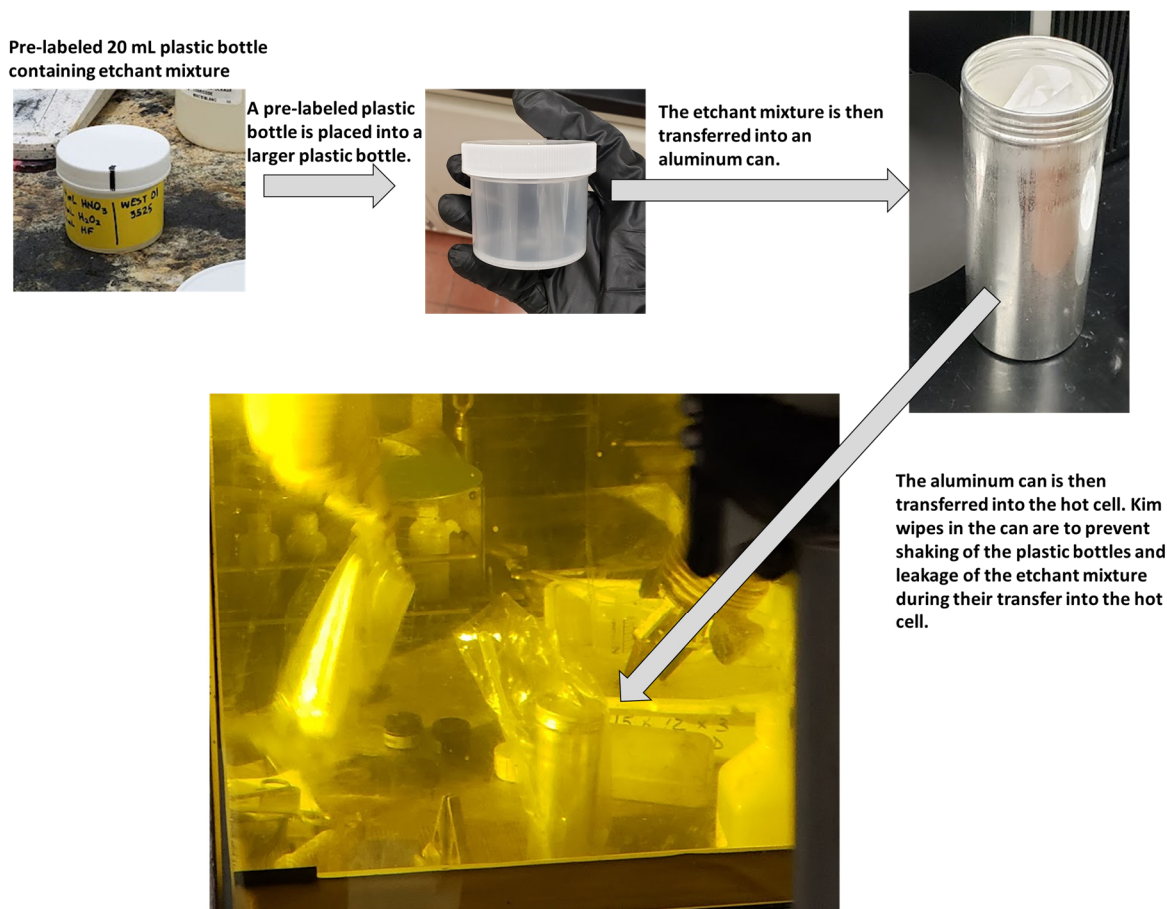 Pre-labeled 20 mL plastic bottle
containing etchant mixture
A pre-labeled plastic
bottle is placed into a
larger plastic bottle.
The etchant mixture is then
transferred into an
aluminum can.
mL HNO3
mL H2O2
mL HF
WEST DI
3525
The aluminum can is then
transferred into the hot cell. Kim
wipes in the can are to prevent
shaking of the plastic bottles and
leakage of the etchant mixture
during their transfer into the hot
cell.
15 x 12 x 3